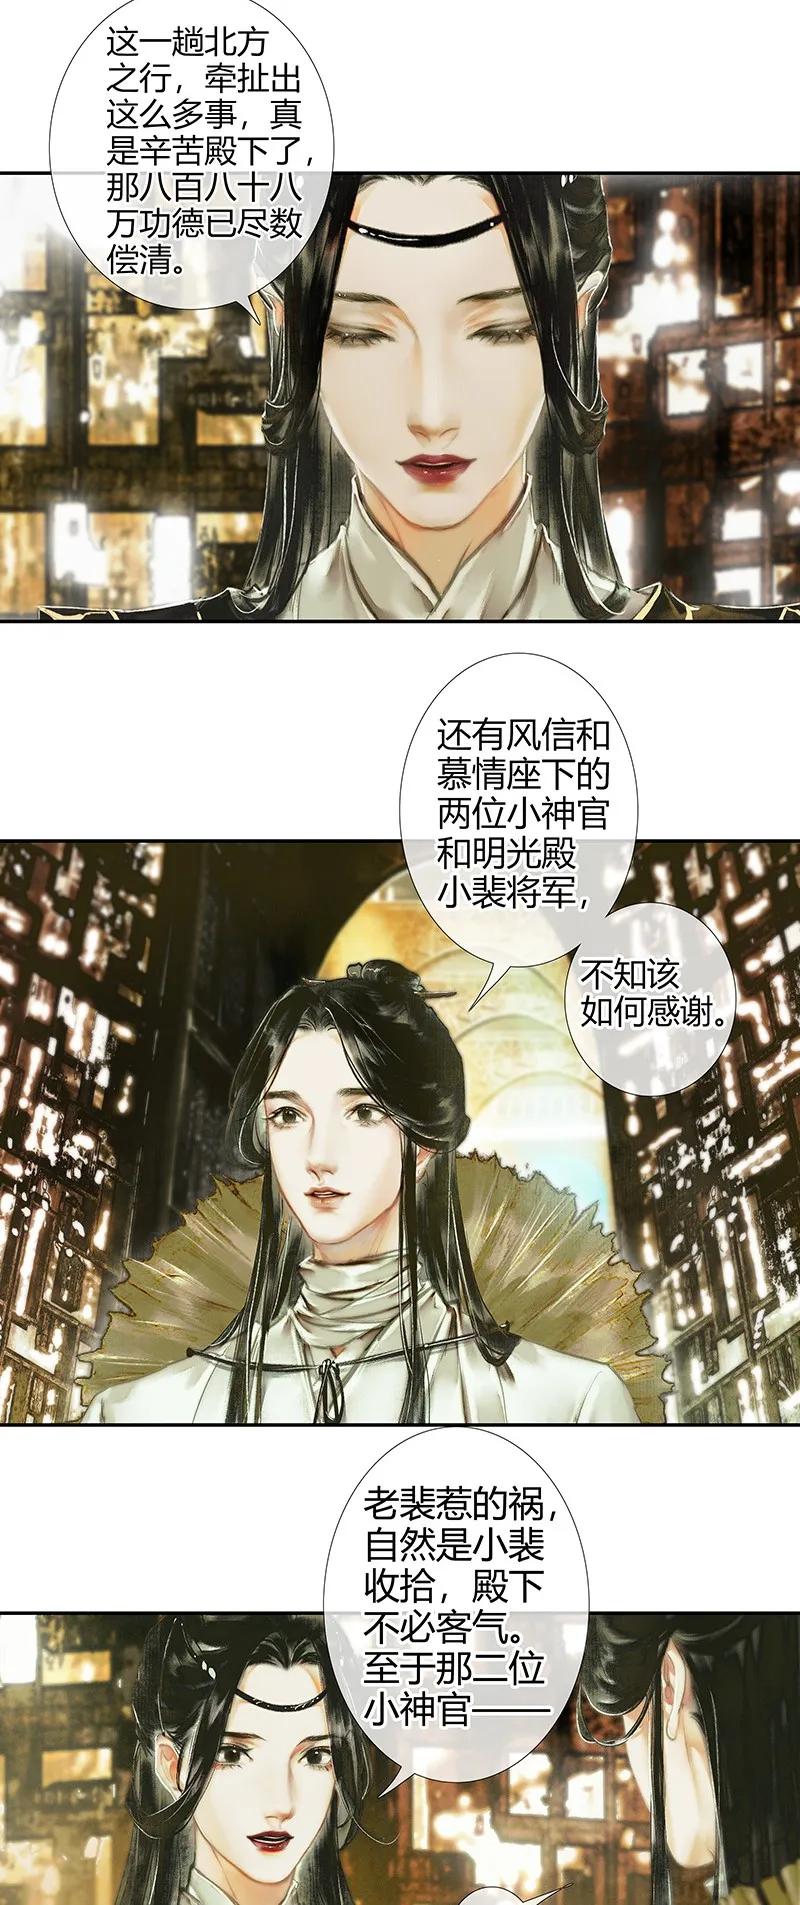 这一趟北方
之行，牵扯出
这么多事，真
是辛苦殿下了，
那八百八十八
万功德已尽数
偿清。
还有风信和
慕情座下的
两位小神官
和明光殿
小裴将军，
不知该
如何感谢。
老裴惹的祸，
自然是小裴
收拾，殿下
不必客气。
至于那二位
小神官——